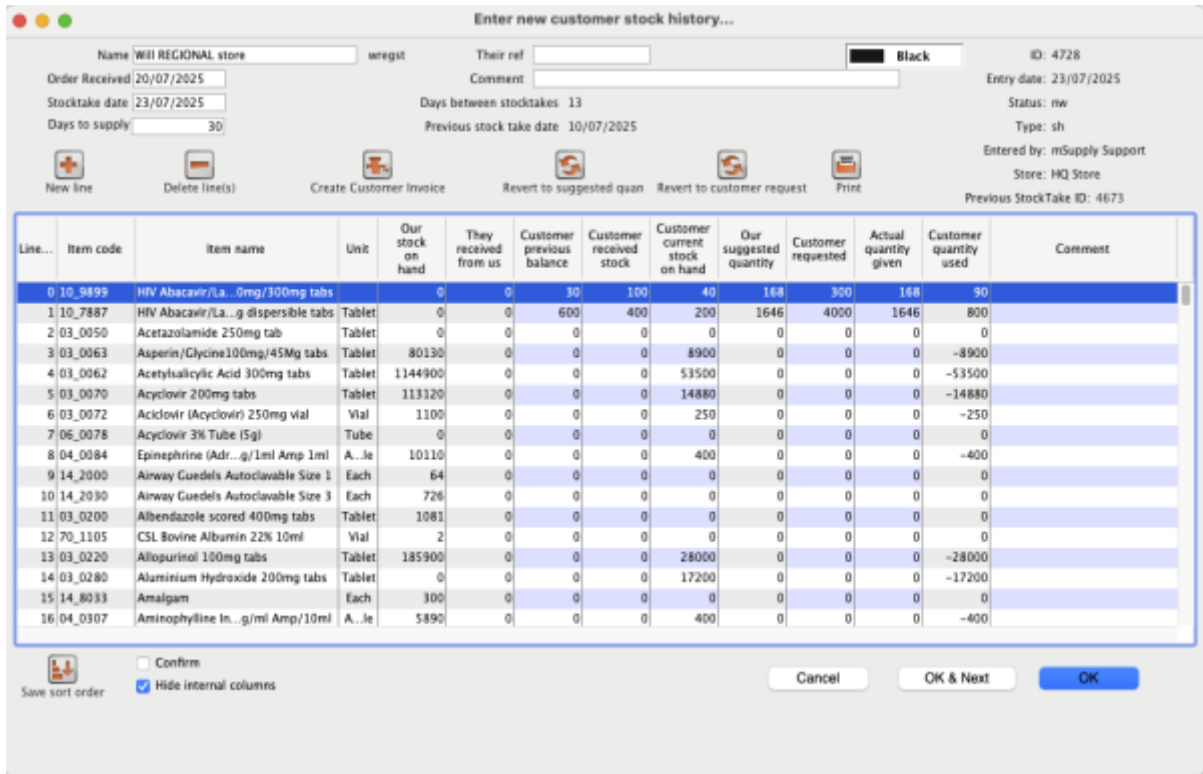 Enter new customer stock history...
Name Will REGIONAL store wregst Their ref Black ID: 4728
Order Received 20/07/2025 Comment Entry date: 23/07/2025
Stocktake date 23/07/2025 Days between stocktakes 13 Status: nw
Days to supply 30 Previous stock take date 10/07/2025 Type: sh
Entered by: mSupply Support
Store: HQ Store
Previous StockTake ID: 4673
New line Delete line(s) Create Customer Invoice Revert to suggested quan Revert to customer request Print
Line... Item code Item name Unit Our stock on hand They received from us Customer previous balance Customer received stock Customer current stock on hand Our suggested quantity Customer requested Actual quantity given Customer quantity used Comment
0 10_9899 HIV Abacavir/La...0mg/300mg tabs 0 0 30 100 40 168 300 168 90
1 10_7887 HIV Abacavir/La...g dispersible tabs Tablet 0 0 600 400 200 1646 4000 1646 800
2 03_0050 Acetazolamide 250mg tab Tablet 0 0 0 0 0 0 0 0 0
3 03_0063 Asperin/Glycine100mg/45Mg tabs Tablet 80130 0 0 0 8900 0 0 0 -8900
4 03_0062 Acetylsalicylic Acid 300mg tabs Tablet 1144900 0 0 0 53500 0 0 0 -53500
5 03_0070 Acyclovir 200mg tabs Tablet 113120 0 0 0 14880 0 0 0 -14880
6 03_0072 Aciclovir (Acyclovir) 250mg vial Vial 1100 0 0 0 250 0 0 0 -250
7 06_0078 Acyclovir 3% Tube (5g) Tube 0 0 0 0 0 0 0 0 0
8 04_0084 Epinephrine (Adr...g/1ml Amp 1ml A...le 10110 0 0 0 400 0 0 0 -400
9 14_2000 Airway Guedels Autoclavable Size 1 Each 64 0 0 0 0 0 0 0 0
10 14_2030 Airway Guedels Autoclavable Size 3 Each 726 0 0 0 0 0 0 0 0
11 03_0200 Albendazole scored 400mg tabs Tablet 1081 0 0 0 0 0 0 0 0
12 70_1105 CSL Bovine Albumin 22% 10ml Vial 2 0 0 0 0 0 0 0 0
13 03_0220 Allopurinol 100mg tabs Tablet 185900 0 0 0 28000 0 0 0 -28000
14 03_0280 Aluminium Hydroxide 200mg tabs Tablet 0 0 0 0 17200 0 0 0 -17200
15 14_8033 Amalgam Each 300 0 0 0 0 0 0 0 0
16 04_0307 Aminophylline In...g/ml Amp/10ml A...le 5890 0 0 0 400 0 0 0 -400
Save sort order
Confirm
Hide internal columns
Cancel OK & Next OK